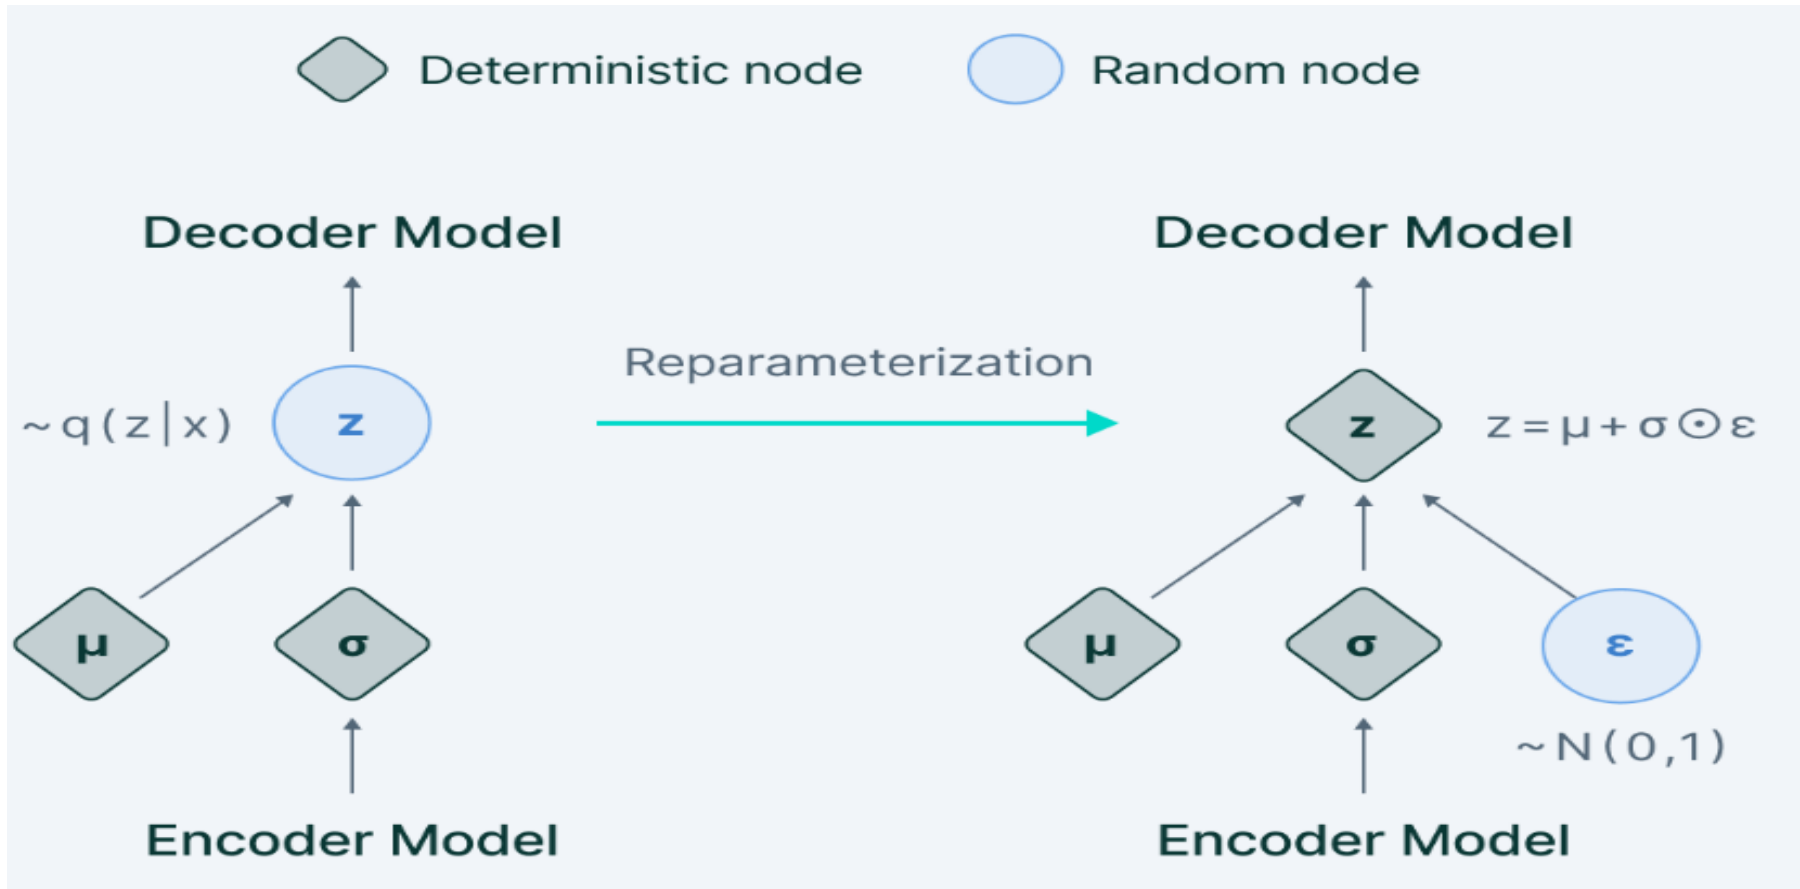 Deterministic node
Random node
Decoder Model
Decoder Model
Reparameterization
~q(z|x)
z
z
z=μ+σ⊙ε
μ
σ
μ
σ
ε
~N(0,1)
Encoder Model
Encoder Model